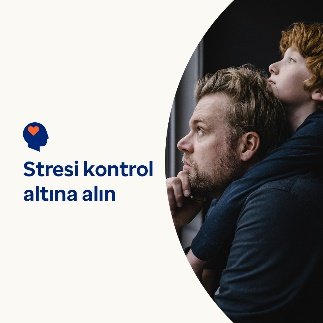 Stresi kontrol
altına alın